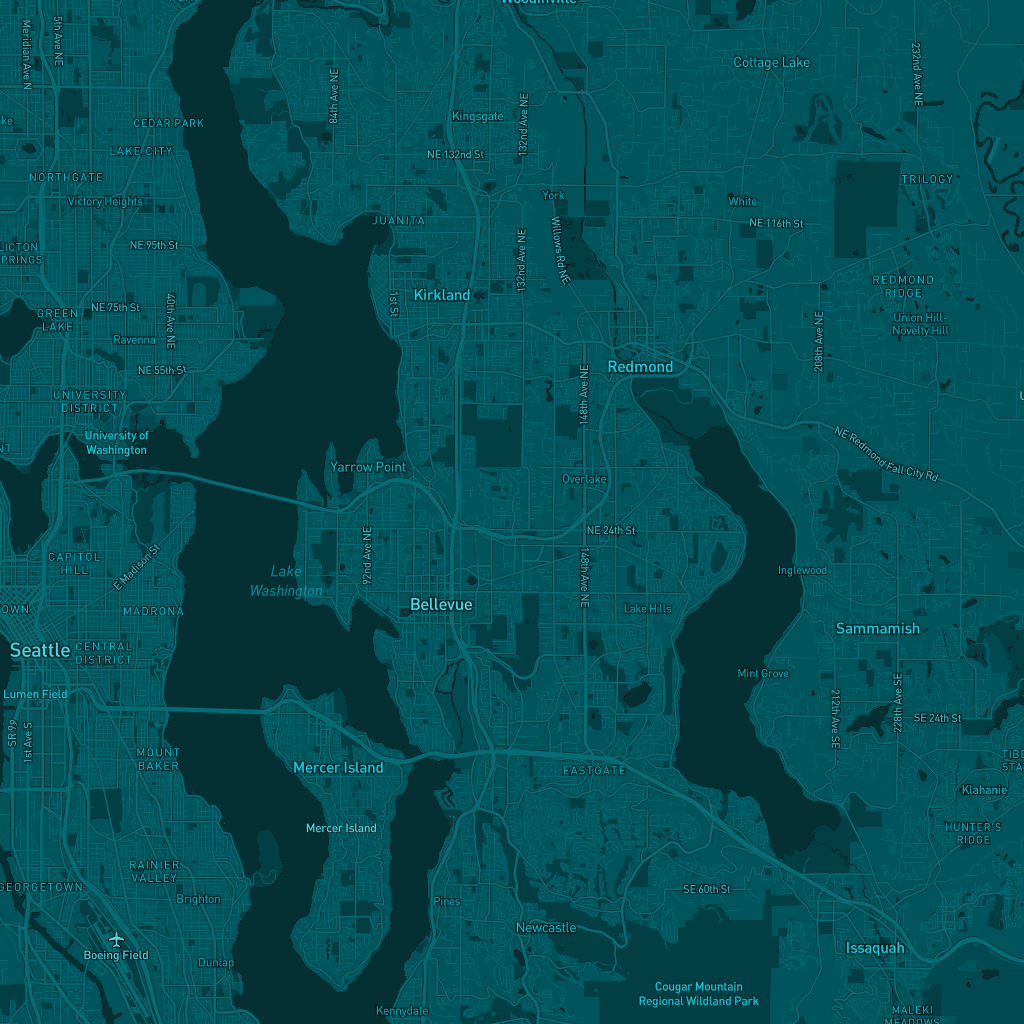 Woodinville
Meridian Ave N
5th Ave NE
232nd Ave NE
Cottage Lake
84th Ave NE
132nd Ave NE
Kingsgate
CEDAR PARK
LAKE CITY
NE 132nd St
NORTHGATE
TRILOGY
Victory Heights
York
White
JUANITA
NE 116th St
NE 95th St
Willows Rd NE
132nd Ave NE
REDMOND
RIDGE
Kirkland
1st St
NE 75th St
40th Ave NE
GREEN
LAKE
Union Hill-
Novelty Hill
Ravenna
208th Ave NE
NE 55th St
Redmond
148th Ave NE
UNIVERSITY
DISTRICT
University of
Washington
NE Redmond Fall City Rd
Yarrow Point
Overlake
NE 24th St
CAPITOL
HILL
E Madison St
92nd Ave NE
148th Ave NE
Lake
Washington
Inglewood
MADRONA
Bellevue
Lake Hills
Sammamish
Seattle
CENTRAL
DISTRICT
Mint Grove
Lumen Field
212th Ave SE
228th Ave SE
SE 24th St
SR 99
1st Ave S
MOUNT
BAKER
Mercer Island
EASTGATE
Klahanie
Mercer Island
HUNTER'S
RIDGE
RAINIER
VALLEY
GEORGETOWN
Brighton
SE 60th St
Pines
Newcastle
Boeing Field
Issaquah
Dunlap
Cougar Mountain
Regional Wildland Park
Kennydale
MALEKI
MEADOWS